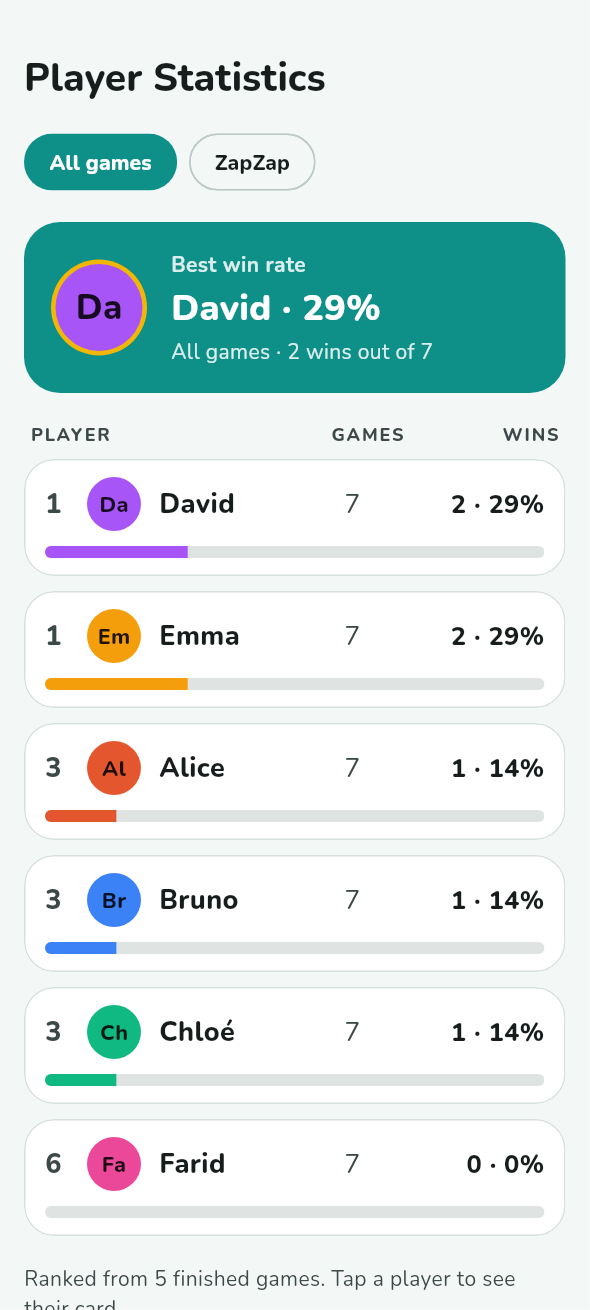 Player Statistics
All games
ZapZap
Da
Best win rate
David · 29%
All games · 2 wins out of 7
PLAYER GAMES WINS
1 Da David 7 2 · 29%
1 Em Emma 7 2 · 29%
3 Al Alice 7 1 · 14%
3 Br Bruno 7 1 · 14%
3 Ch Chloé 7 1 · 14%
6 Fa Farid 7 0 · 0%
Ranked from 5 finished games. Tap a player to see
their card